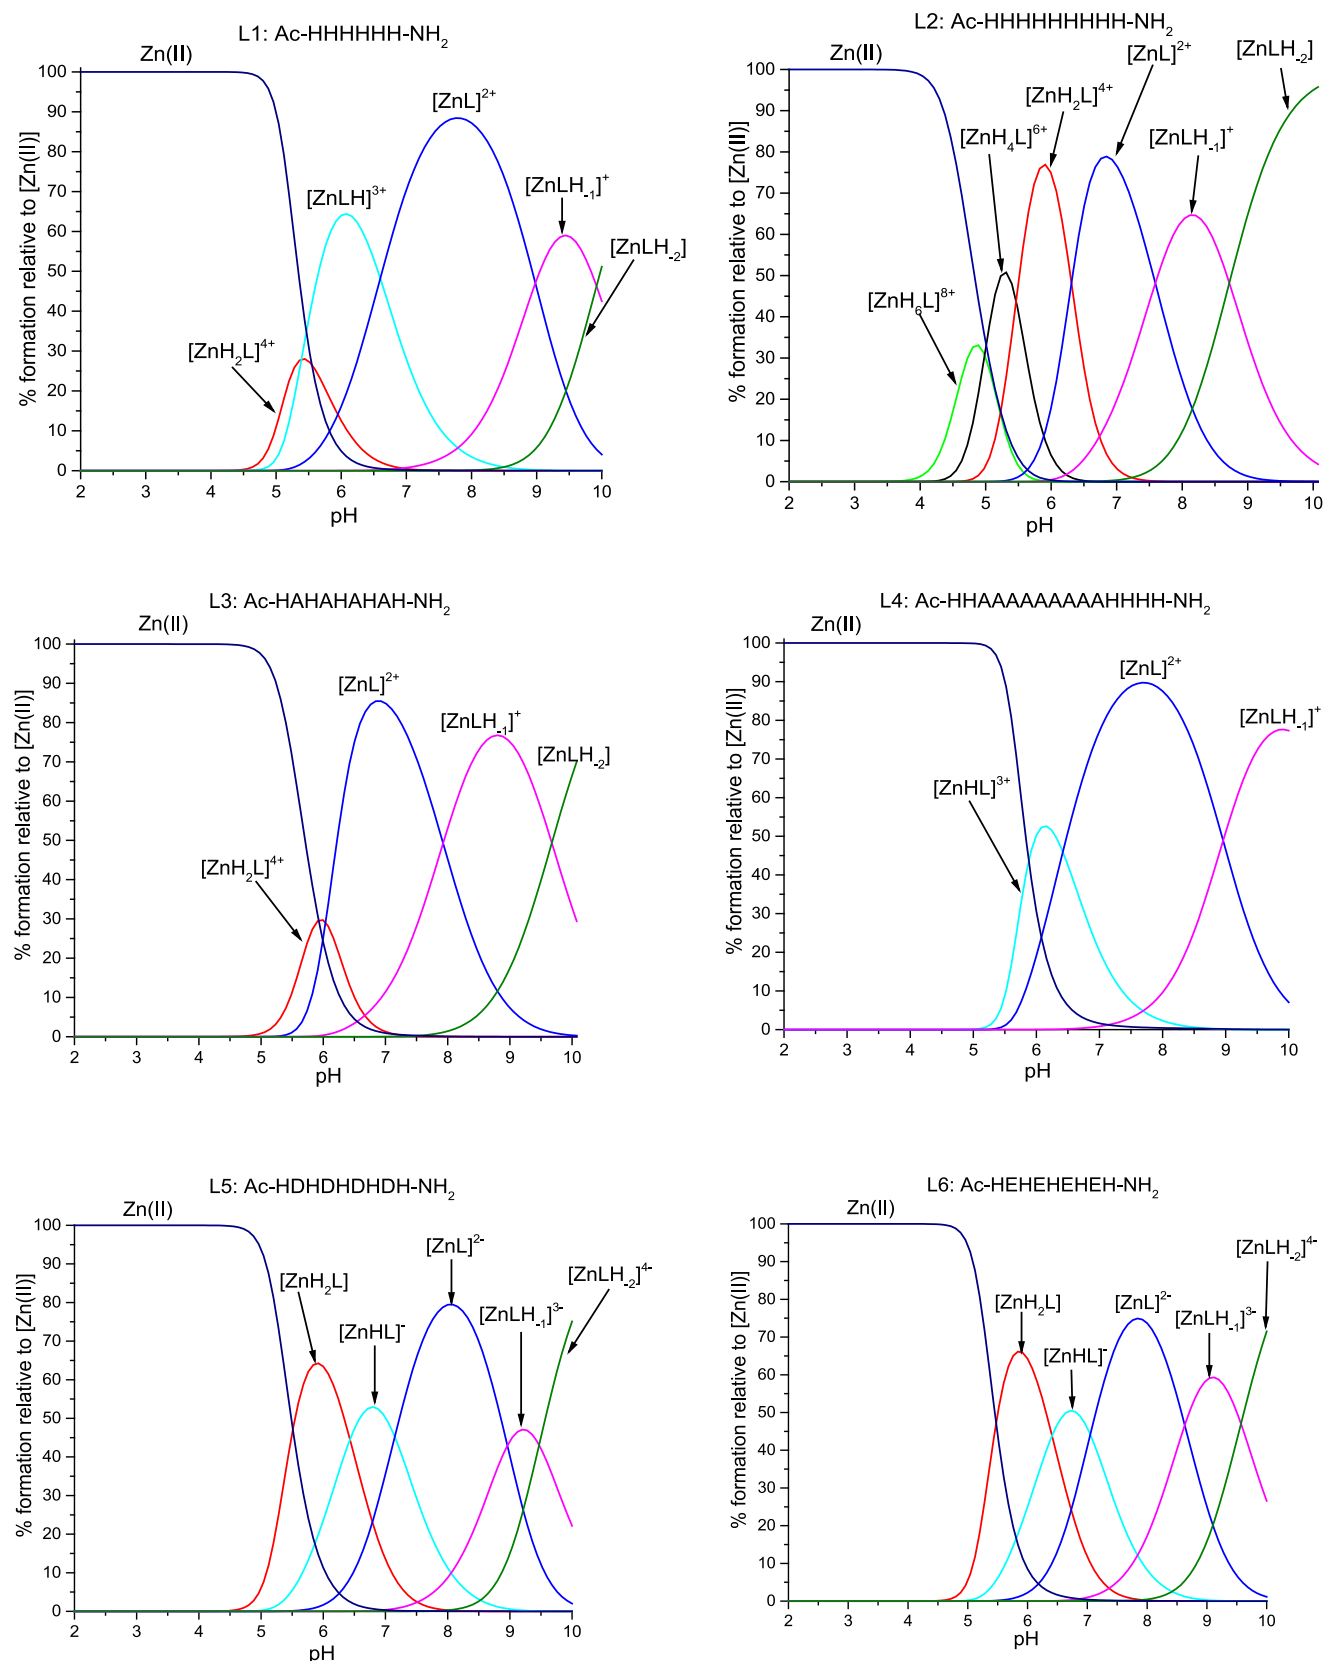 L1: Ac-HHHHHH-NH₂
Zn(II)
% formation relative to [Zn(II)]
100
90
80
70
60
50
40
30
20
10
0
[ZnH₂L]⁴⁺
[ZnLH]³⁺
[ZnL]²⁺
[ZnLH₋₁]⁺
[ZnLH₋₂]
2 3 4 5 6 7 8 9 10
pH
L2: Ac-HHHHHHHHH-NH₂
Zn(II)
% formation relative to [Zn(II)]
100
90
80
70
60
50
40
30
20
10
0
[ZnH₆L]⁸⁺
[ZnH₄L]⁶⁺
[ZnH₂L]⁴⁺
[ZnL]²⁺
[ZnLH₋₁]⁺
[ZnLH₋₂]
2 3 4 5 6 7 8 9 10
pH
L3: Ac-HAHAHAHAH-NH₂
Zn(II)
% formation relative to [Zn(II)]
100
90
80
70
60
50
40
30
20
10
0
[ZnH₂L]⁴⁺
[ZnL]²⁺
[ZnLH₋₁]⁺
[ZnLH₋₂]
2 3 4 5 6 7 8 9 10
pH
L4: Ac-HHAAAAAAAAAHHHH-NH₂
Zn(II)
% formation relative to [Zn(II)]
100
90
80
70
60
50
40
30
20
10
0
[ZnHL]³⁺
[ZnL]²⁺
[ZnLH₋₁]⁺
2 3 4 5 6 7 8 9 10
pH
L5: Ac-HDHDHDHDH-NH₂
Zn(II)
% formation relative to [Zn(II)]
100
90
80
70
60
50
40
30
20
10
0
[ZnH₂L]
[ZnHL]⁻
[ZnL]²⁻
[ZnLH₋₁]³⁻
[ZnLH₋₂]⁴⁻
2 3 4 5 6 7 8 9 10
pH
L6: Ac-HEHEHEHEH-NH₂
Zn(II)
% formation relative to [Zn(II)]
100
90
80
70
60
50
40
30
20
10
0
[ZnH₂L]
[ZnHL]⁻
[ZnL]²⁻
[ZnLH₋₁]³⁻
[ZnLH₋₂]⁴⁻
2 3 4 5 6 7 8 9 10
pH